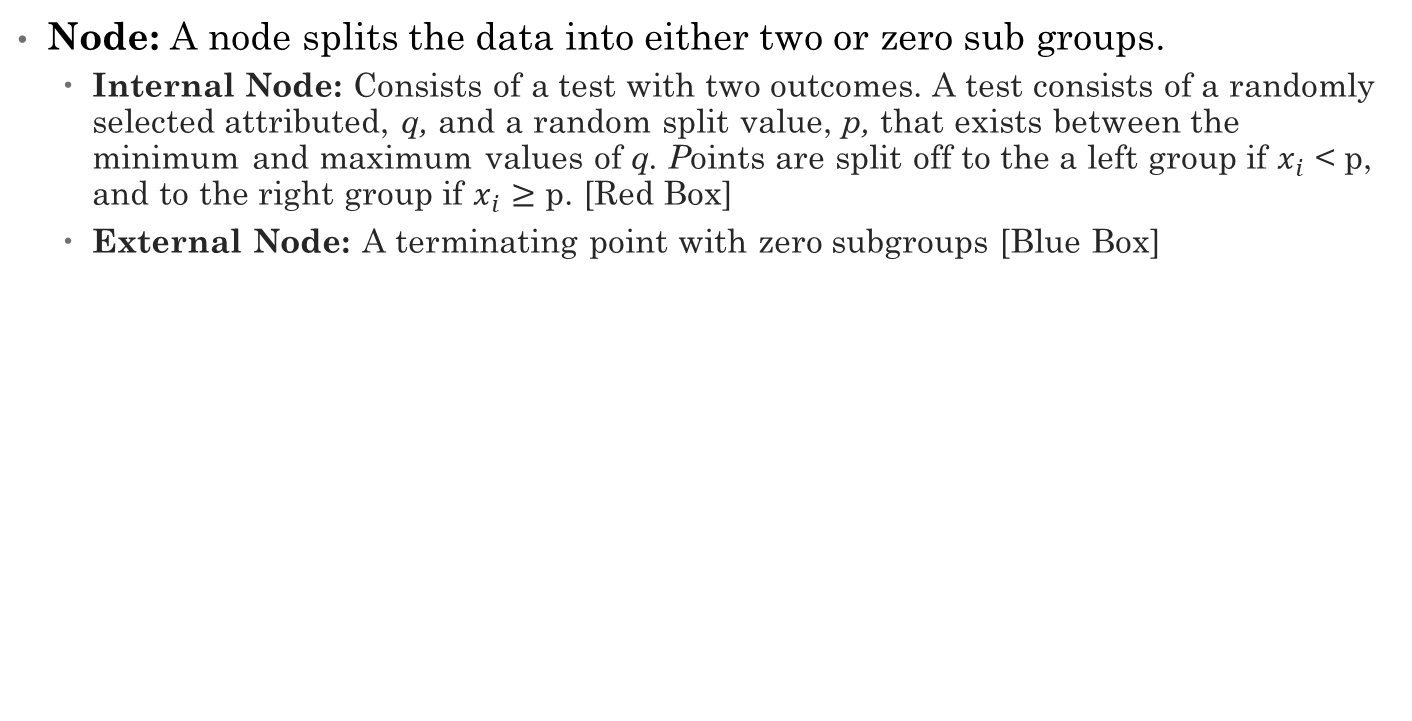 • Node: A node splits the data into either two or zero sub groups.
• Internal Node: Consists of a test with two outcomes. A test consists of a randomly
selected attributed, q, and a random split value, p, that exists between the
minimum and maximum values of q. Points are split off to the a left group if xᵢ < p,
and to the right group if xᵢ ≥ p. [Red Box]
• External Node: A terminating point with zero subgroups [Blue Box]